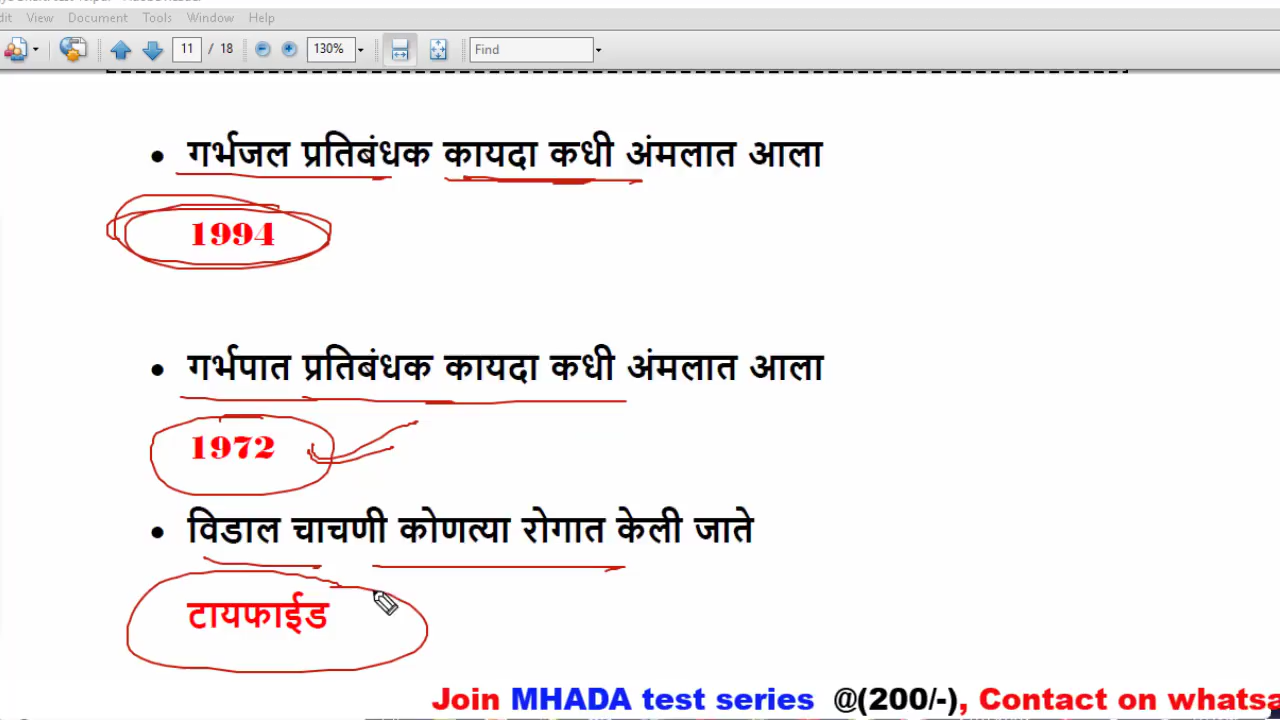 dit View Document Tools Window Help
11 / 18 130% Find
• गर्भजल प्रतिबंधक कायदा कधी अंमलात आला
1994
• गर्भपात प्रतिबंधक कायदा कधी अंमलात आला
1972
• विडाल चाचणी कोणत्या रोगात केली जाते
टायफाईड
Join MHADA test series @(200/-), Contact on whatsa